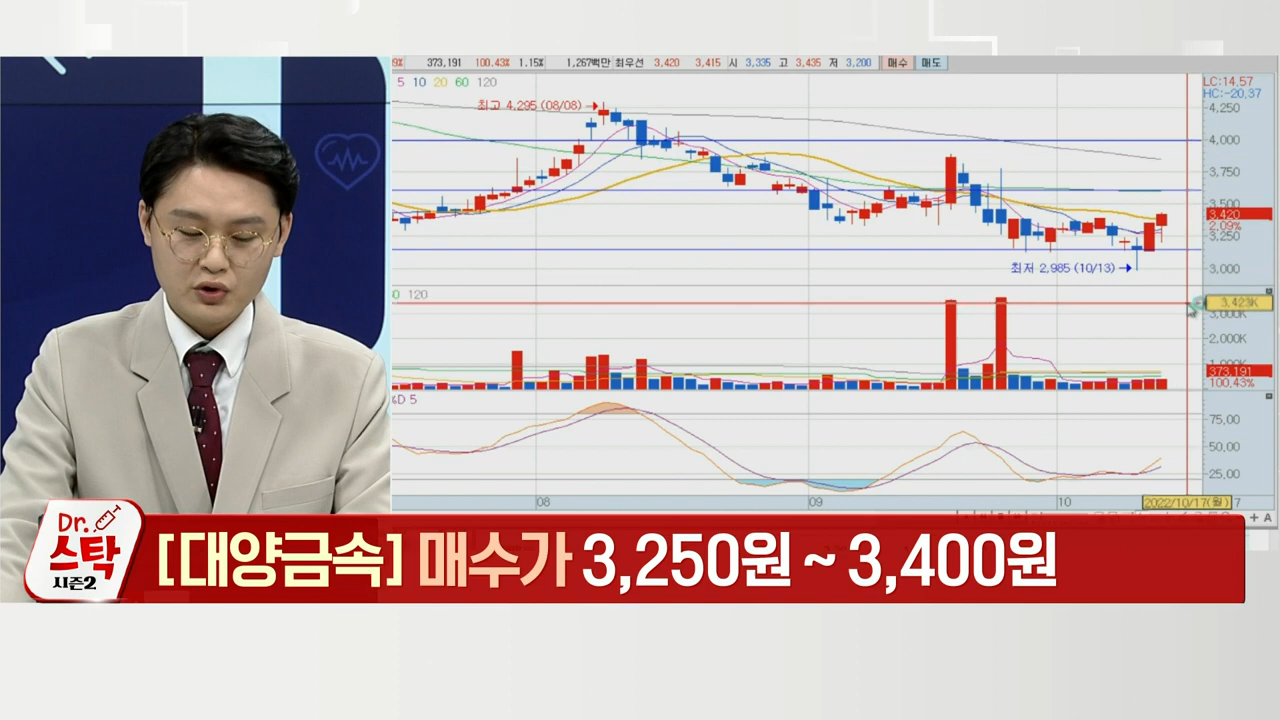 373,191 100.43% 1.15% 1,267백만 최우선 3,420 3,415 시 3,335 고 3,435 저 3,200 매수 매도
5 10 20 60 120
LC:14.57
HC:-20.37
최고 4,295 (08/08)
4,250
4,000
3,750
3,500
3,420
2.09%
3,250
최저 2,985 (10/13)
3,000
0 120
3,423K
3,000K
2,000K
1,000K
373,191
100.43%
%D 5
75,00
50,00
25,00
08 09 10 2022/10/17(월) 7
A
Dr.
스탁
시즌2
[대양금속] 매수가 3,250원 ~ 3,400원